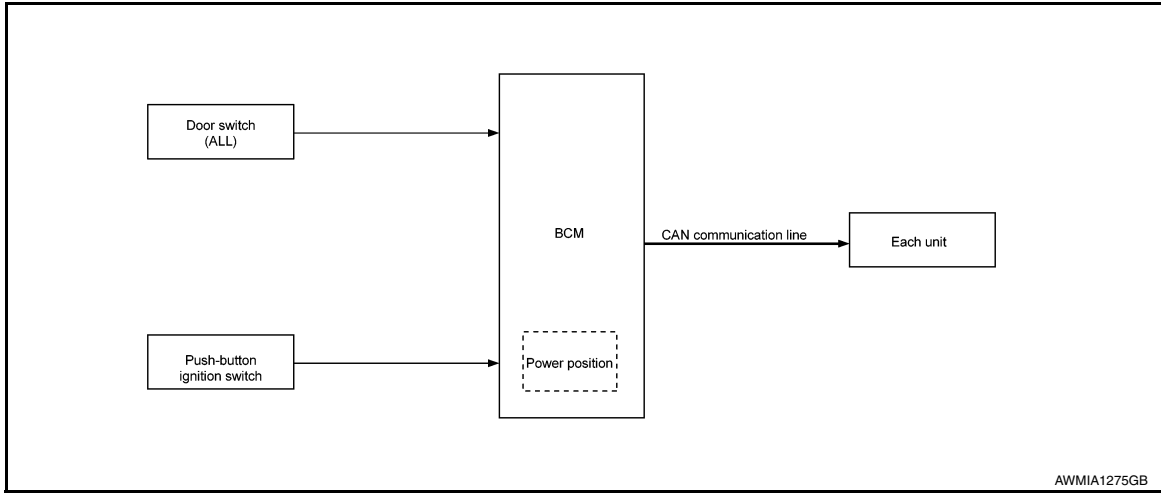 Door switch
(ALL)
BCM
CAN communication line
Each unit
Push-button
ignition switch
Power position
AWMIA1275GB